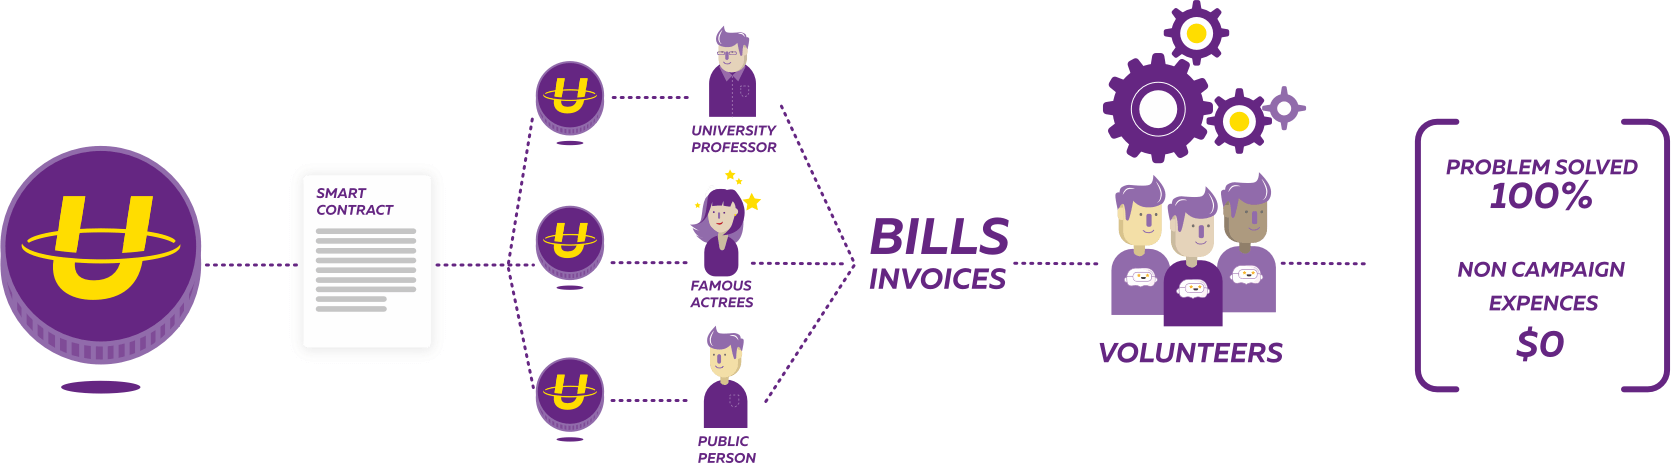 SMART
CONTRACT
UNIVERSITY
PROFESSOR
FAMOUS
ACTREES
PUBLIC
PERSON
BILLS
INVOICES
VOLUNTEERS
PROBLEM SOLVED
100%
NON CAMPAIGN
EXPENCES
$0